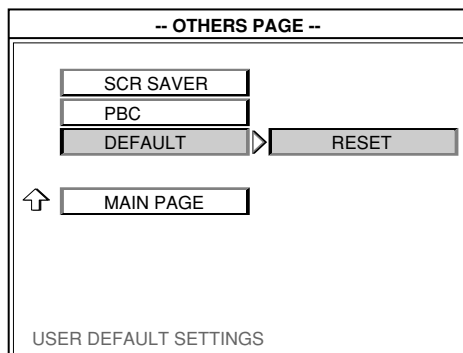 -- OTHERS PAGE --
SCR SAVER
PBC
DEFAULT RESET
MAIN PAGE
USER DEFAULT SETTINGS